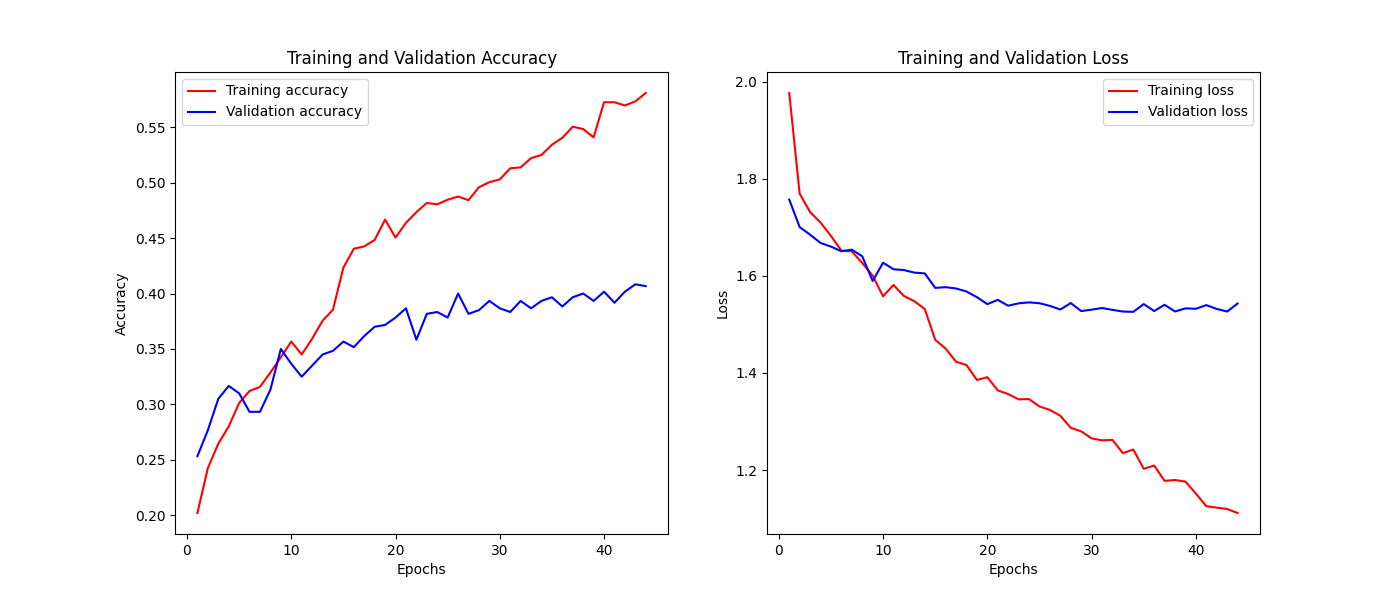 Training and Validation Accuracy
Training accuracy
Validation accuracy
0.55
0.50
0.45
0.40
0.35
0.30
0.25
0.20
Accuracy
0
10
20
30
40
Epochs
Training and Validation Loss
Training loss
Validation loss
2.0
1.8
1.6
1.4
1.2
Loss
0
10
20
30
40
Epochs